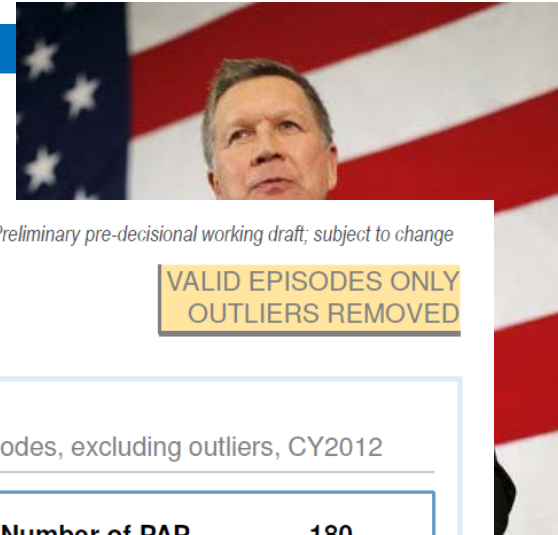 Preliminary pre-decisional working draft; subject to change
VALID EPISODES ONLY
OUTLIERS REMOVED
odes, excluding outliers, CY2012
Number of PAP 180